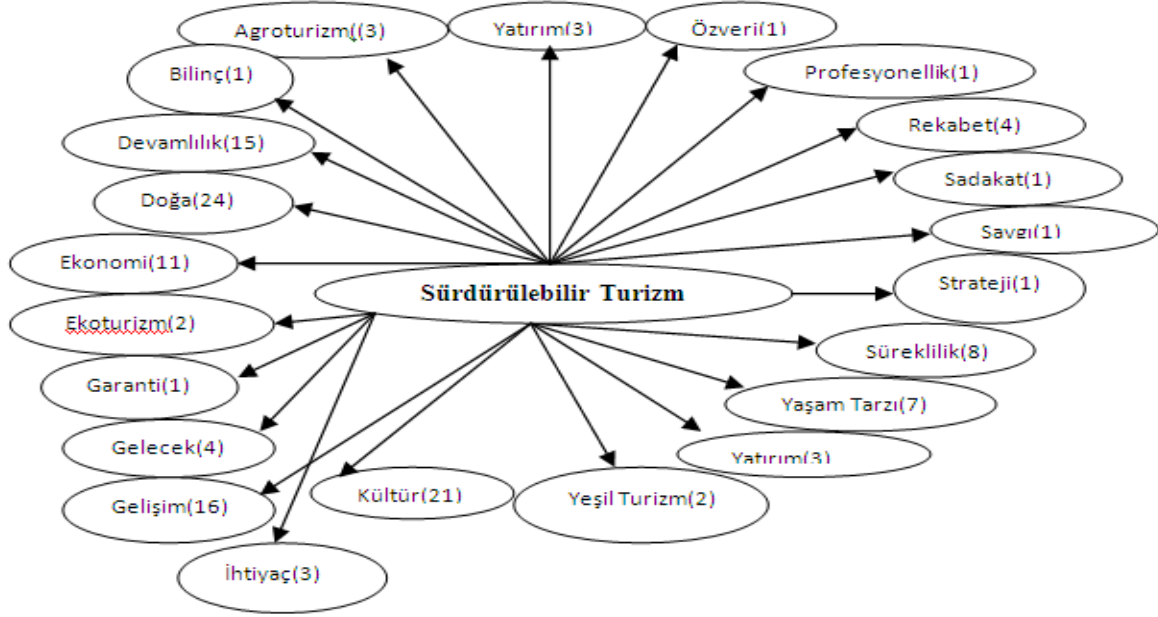 Agroturizm((3)
Yatırım(3)
Özveri(1)
Bilinç(1)
Profesyonellik(1)
Devamlılık(15)
Rekabet(4)
Doğa(24)
Sadakat(1)
Saygı(1)
Ekonomi(11)
Sürdürülebilir Turizm
Strateji(1)
Ekoturizm(2)
Süreklilik(8)
Garanti(1)
Yaşam Tarzı(7)
Gelecek(4)
Yatırım(3)
Gelişim(16)
Kültür(21)
Yeşil Turizm(2)
İhtiyaç(3)